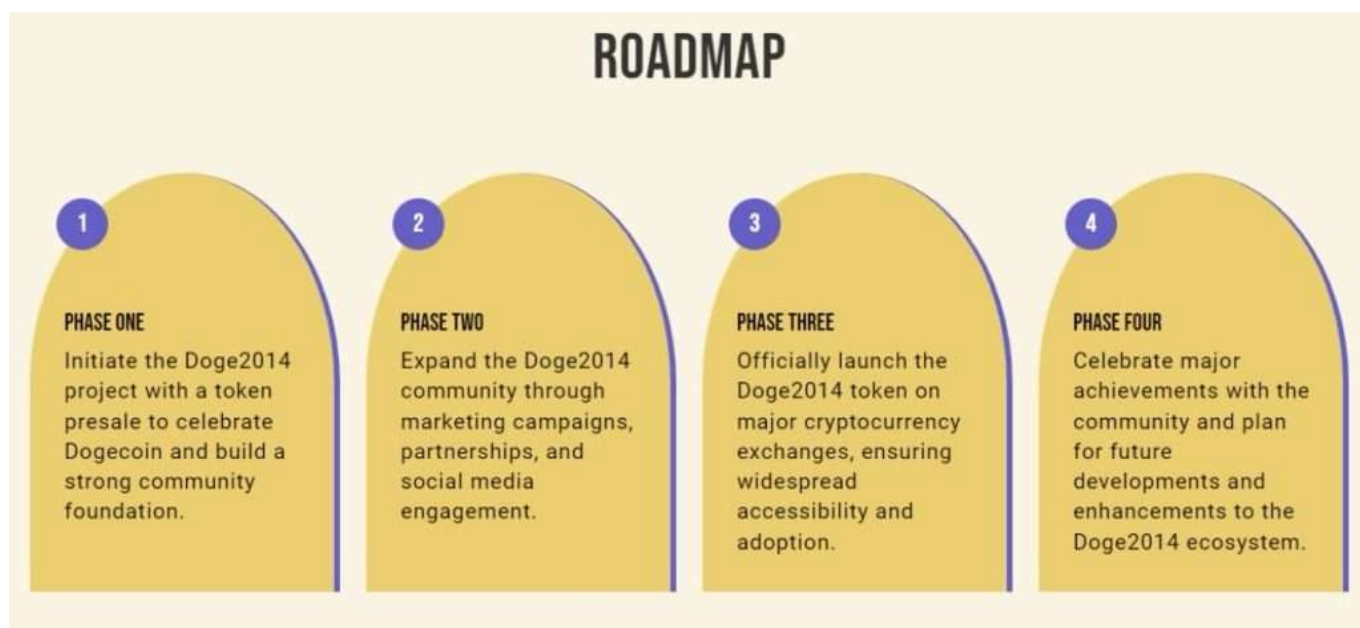 ROADMAP
1
PHASE ONE
Initiate the Doge2014
project with a token
presale to celebrate
Dogecoin and build a
strong community
foundation.
2
PHASE TWO
Expand the Doge2014
community through
marketing campaigns,
partnerships, and
social media
engagement.
3
PHASE THREE
Officially launch the
Doge2014 token on
major cryptocurrency
exchanges, ensuring
widespread
accessibility and
adoption.
4
PHASE FOUR
Celebrate major
achievements with the
community and plan
for future
developments and
enhancements to the
Doge2014 ecosystem.